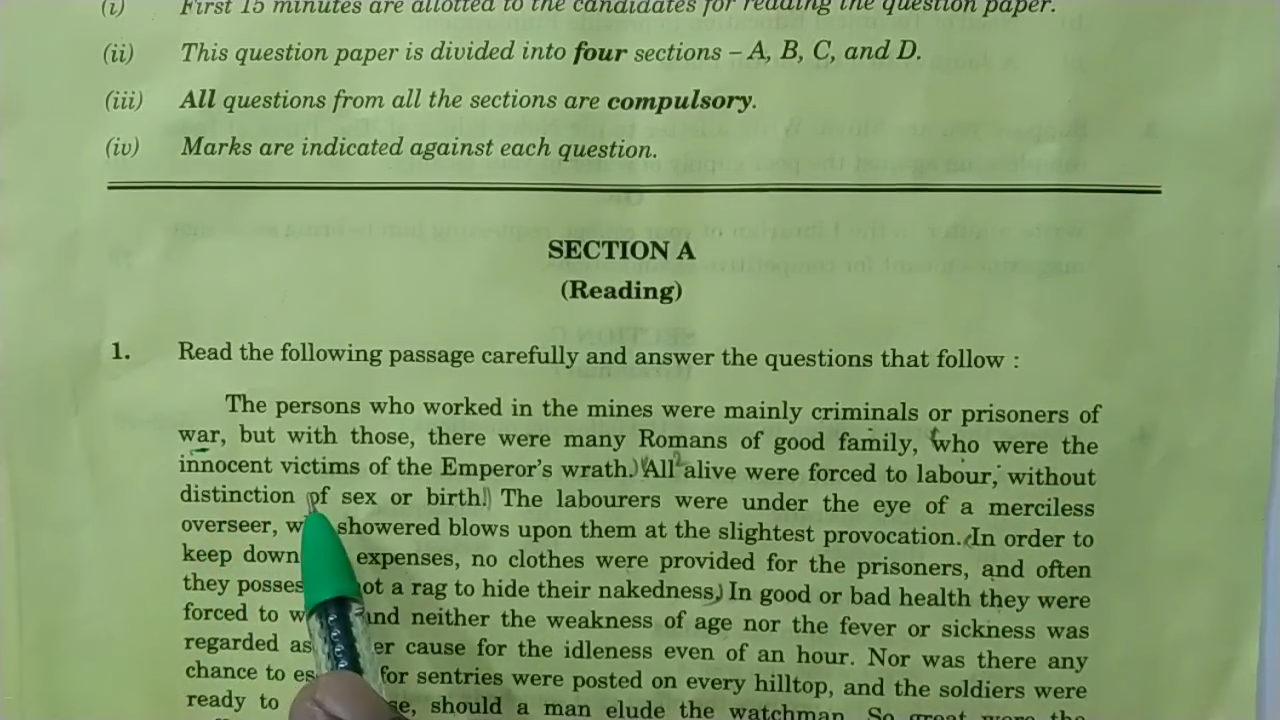 (i) First 15 minutes are allotted to the candidates for reading the question paper.
(ii) This question paper is divided into four sections – A, B, C, and D.
(iii) All questions from all the sections are compulsory.
(iv) Marks are indicated against each question.
SECTION A
(Reading)
1. Read the following passage carefully and answer the questions that follow :
The persons who worked in the mines were mainly criminals or prisoners of
war, but with those, there were many Romans of good family, who were the
innocent victims of the Emperor's wrath. All alive were forced to labour, without
distinction of sex or birth. The labourers were under the eye of a merciless
overseer, showered blows upon them at the slightest provocation. In order to
keep down expenses, no clothes were provided for the prisoners, and often
they a rag to hide their nakedness. In good or bad health they were
forced to and neither the weakness of age nor the fever or sickness was
regarded as cause for the idleness even of an hour. Nor was there any
chance to for sentries were posted on every hilltop, and the soldiers were
ready to should a man elude the watchman. So great were the